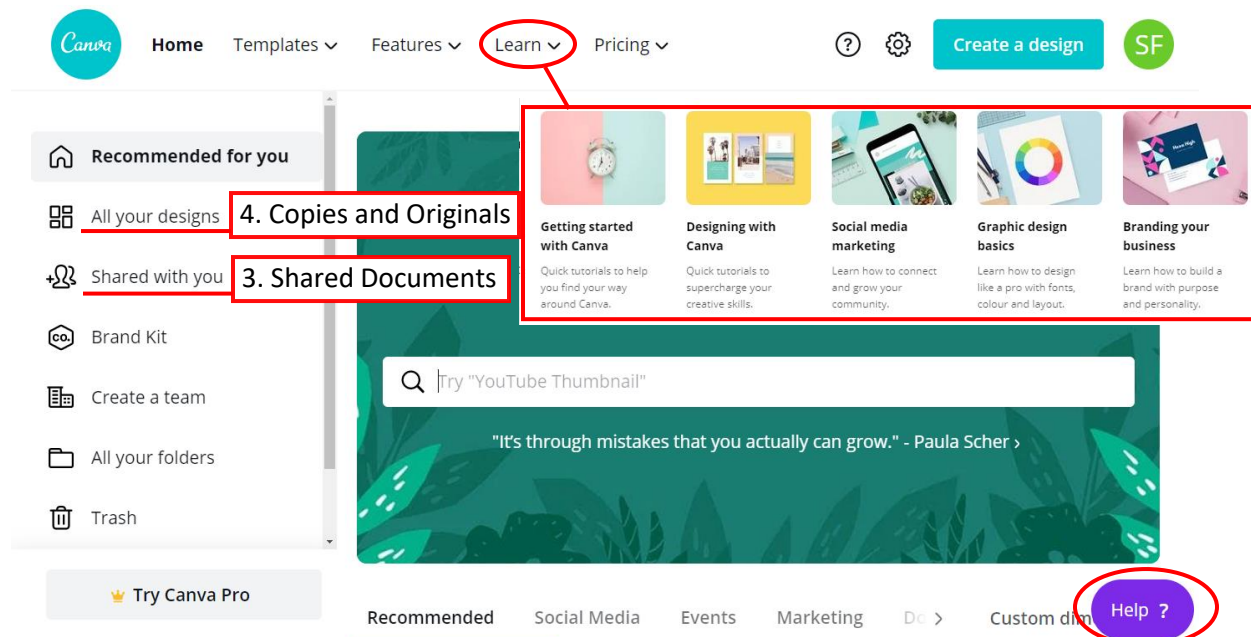 Canva
Home
Templates
Features
Learn
Pricing
?
Create a design
SF
Recommended for you
All your designs
4. Copies and Originals
Shared with you
3. Shared Documents
CO.
Brand Kit
Create a team
All your folders
Trash
Try Canva Pro
Getting started
with Canva
Quick tutorials to help
you find your way
around Canva.
Designing with
Canva
Quick tutorials to
supercharge your
creative skills.
Social media
marketing
Learn how to connect
and grow your
community.
Graphic design
basics
Learn how to design
like a pro with fonts,
colour and layout.
Branding your
business
Learn how to build a
brand with purpose
and personality.
Try "YouTube Thumbnail"
"It's through mistakes that you actually can grow." - Paula Scher ›
Recommended
Social Media
Events
Marketing
Custom dim
Help ?